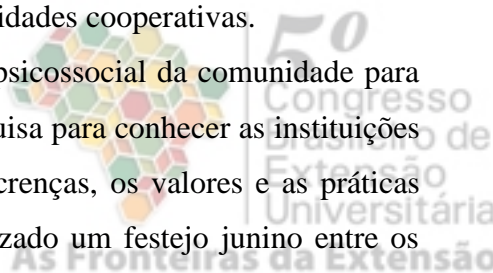 idades cooperativas.
psicossocial da comunidade para
uisa para conhecer as instituições
crenças, os valores e as práticas
zado um festejo junino entre os
5º
Congresso
Brasileiro de
Extensão
Universitária
As Fronteiras da Extensão